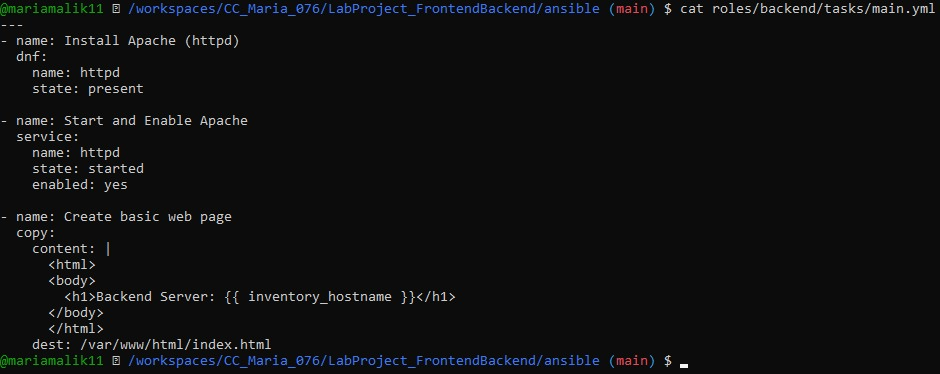 @mariamalik11 /workspaces/CC_Maria_076/LabProject_FrontendBackend/ansible (main) $ cat roles/backend/tasks/main.yml
---
- name: Install Apache (httpd)
  dnf:
    name: httpd
    state: present

- name: Start and Enable Apache
  service:
    name: httpd
    state: started
    enabled: yes

- name: Create basic web page
  copy:
    content: |
      <html>
      <body>
        <h1>Backend Server: {{ inventory_hostname }}</h1>
      </body>
      </html>
    dest: /var/www/html/index.html
@mariamalik11 /workspaces/CC_Maria_076/LabProject_FrontendBackend/ansible (main) $